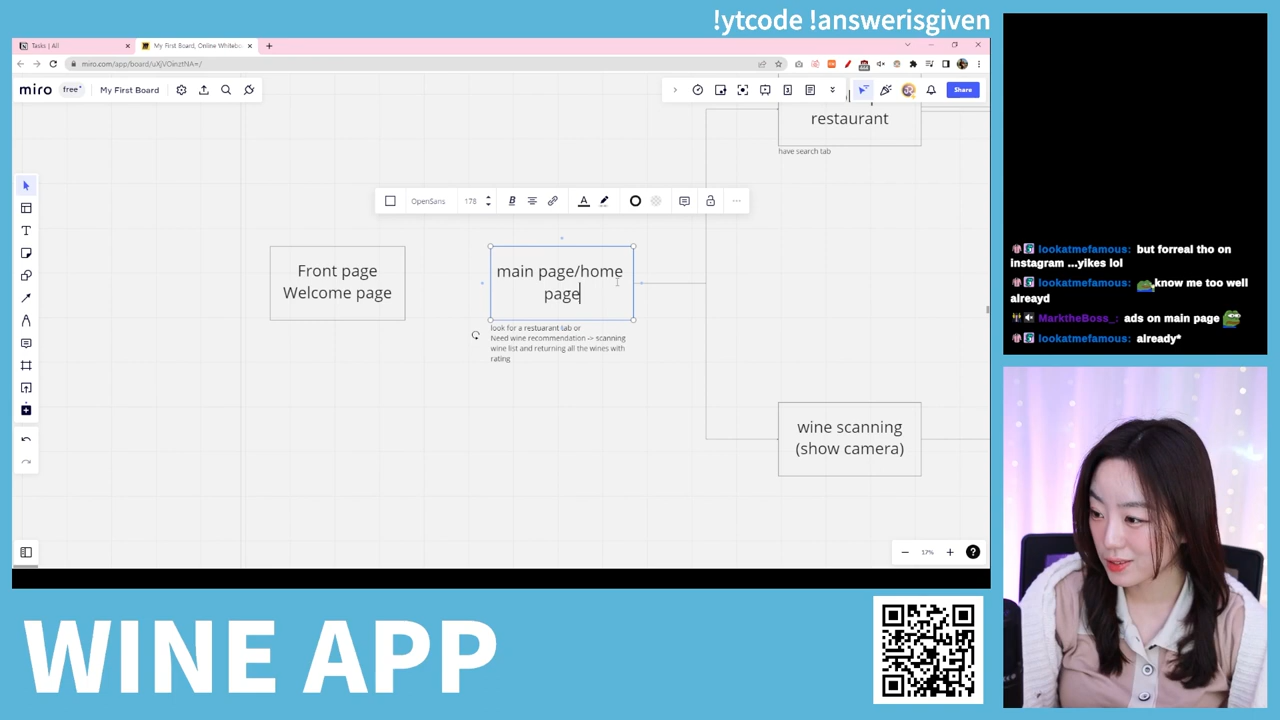 !ytcode !answerisgiven
Tasks | All
My First Board, Online Whitebo
miro.com/app/board/uXjVOinztNA=/
miro
free
My First Board
Share
restaurant
have search tab
OpenSans
178
B
A
Front page
Welcome page
main page/home
page
look for a restuarant tab or
Need wine recommendation -> scanning
wine list and returning all the wines with
rating
wine scanning
(show camera)
17%
WINE APP
lookatmefamous: but forreal tho on
instagram ...yikes lol
lookatmefamous: know me too well
alreayd
MarktheBoss_: ads on main page
lookatmefamous: already*